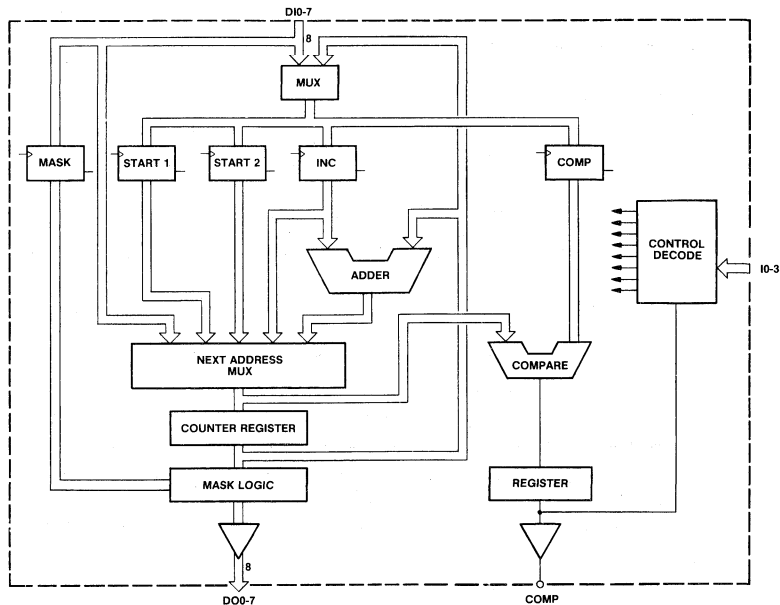 DI0-7
8
MUX
MASK
START 1
START 2
INC
COMP
CONTROL
DECODE
I0-3
ADDER
NEXT ADDRESS
MUX
COMPARE
COUNTER REGISTER
MASK LOGIC
REGISTER
8
DO0-7
COMP